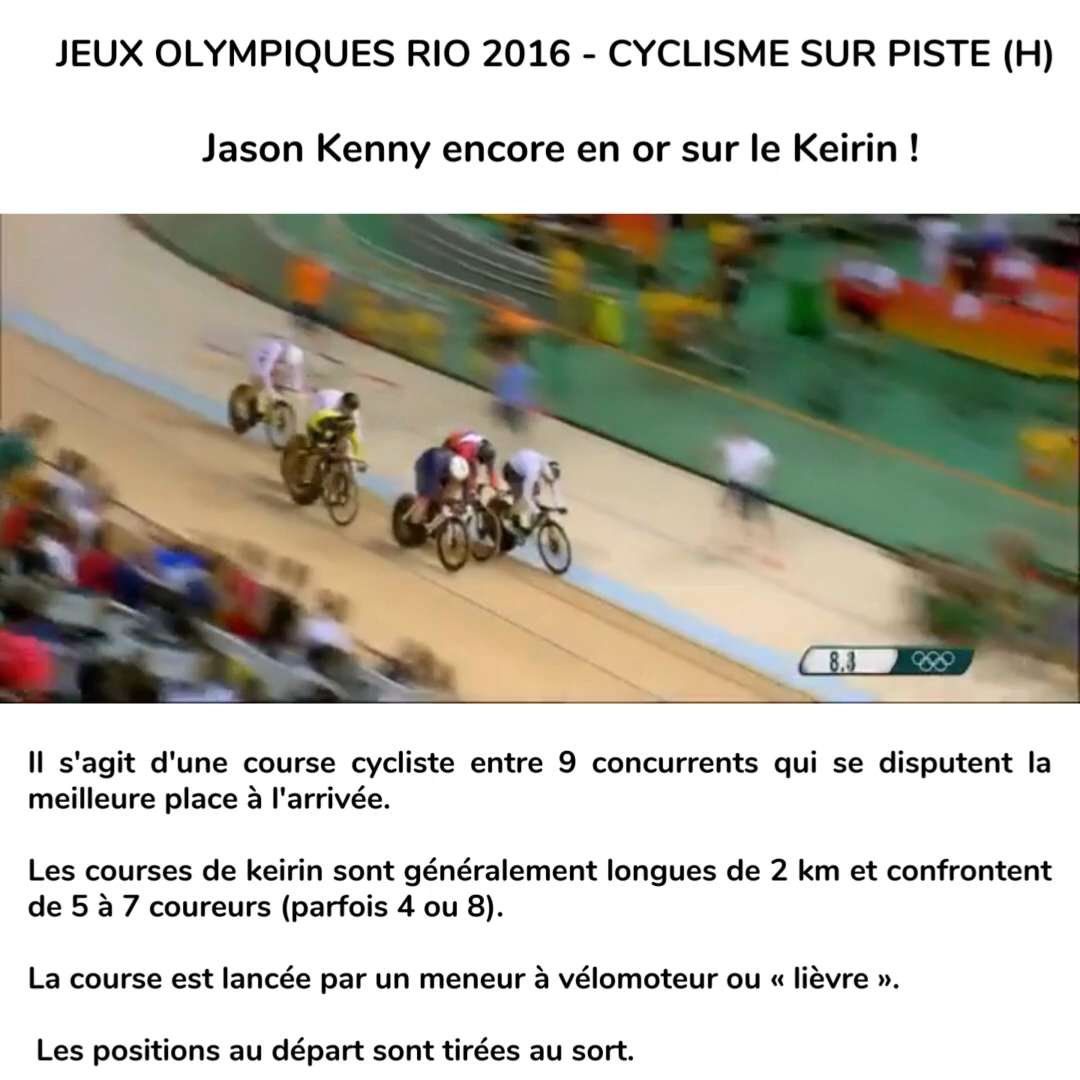 JEUX OLYMPIQUES RIO 2016 - CYCLISME SUR PISTE (H)
Jason Kenny encore en or sur le Keirin !
8.3
Il s'agit d'une course cycliste entre 9 concurrents qui se disputent la
meilleure place à l'arrivée.
Les courses de keirin sont généralement longues de 2 km et confrontent
de 5 à 7 coureurs (parfois 4 ou 8).
La course est lancée par un meneur à vélomoteur ou « lièvre ».
Les positions au départ sont tirées au sort.